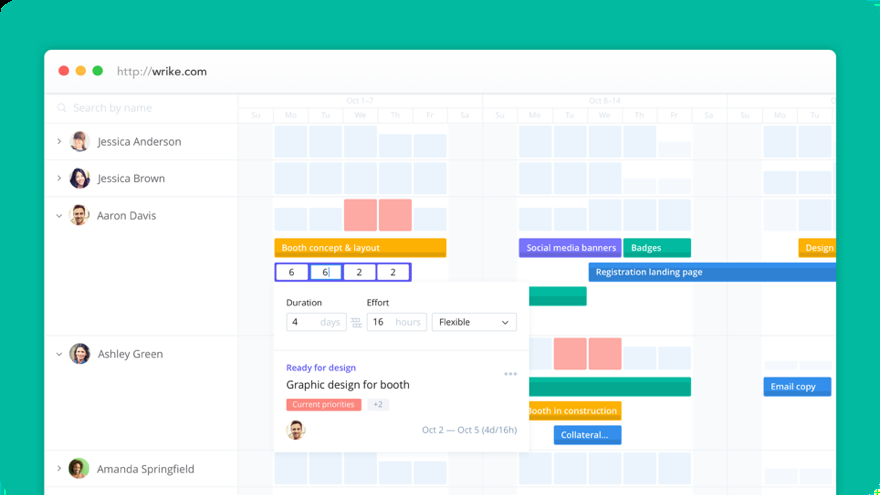 http://wrike.com
Search by name
Oct 1–7
Oct 8–14
Su Mo Tu We Th Fr Sa Su Mo Tu We Th Fr Sa Su Mo Tu
Jessica Anderson
Jessica Brown
Aaron Davis
Booth concept & layout
Social media banners
Badges
Design
6 6 2 2
Registration landing page
Duration
Effort
4 days
16 hours
Flexible
Ashley Green
Ready for design
Graphic design for booth
Email copy
Current priorities
+2
Booth in construction
Oct 2 — Oct 5 (4d/16h)
Collateral...
Amanda Springfield